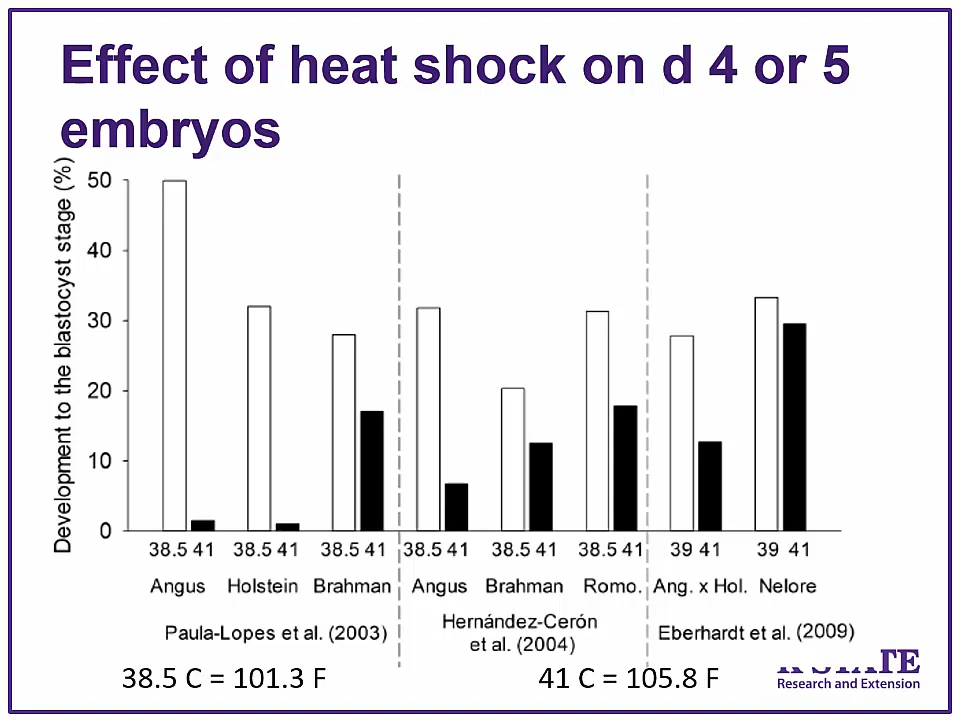 Effect of heat shock on d 4 or 5
embryos
Development to the blastocyst stage (%)
50
40
30
20
10
0
38.5 41 38.5 41 38.5 41 38.5 41 38.5 41 38.5 41 39 41 39 41
Angus Holstein Brahman Angus Brahman Romo. Ang. x Hol. Nelore
Paula-Lopes et al. (2003)
Hernández-Cerón
et al. (2004)
Eberhardt et al. (2009)
38.5 C = 101.3 F
41 C = 105.8 F
Research and Extension